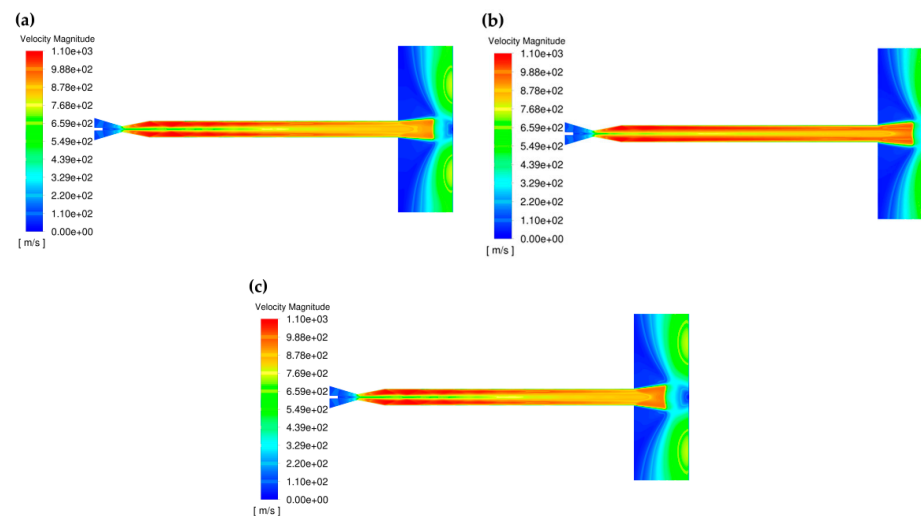 (a)
Velocity Magnitude
1.10e+03
9.88e+02
8.78e+02
7.68e+02
6.59e+02
5.49e+02
4.39e+02
3.29e+02
2.20e+02
1.10e+02
0.00e+00
[ m/s ]
(b)
Velocity Magnitude
1.10e+03
9.88e+02
8.78e+02
7.68e+02
6.59e+02
5.49e+02
4.39e+02
3.29e+02
2.20e+02
1.10e+02
0.00e+00
[ m/s ]
(c)
Velocity Magnitude
1.10e+03
9.88e+02
8.78e+02
7.69e+02
6.59e+02
5.49e+02
4.39e+02
3.29e+02
2.20e+02
1.10e+02
0.00e+00
[ m/s ]